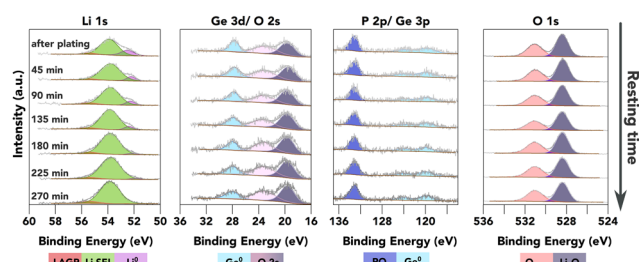 Li 1s
Ge 3d/ O 2s
P 2p/ Ge 3p
O 1s
after plating
45 min
90 min
135 min
180 min
225 min
270 min
Intensity (a.u.)
Resting time
60 58 56 54 52 50
36 32 28 24 20 16
136 128 120
536 532 528 524
Binding Energy (eV)
Binding Energy (eV)
Binding Energy (eV)
Binding Energy (eV)
LAGP Li SEI Li⁰
Ge⁰ O 2s
PO Ge⁰